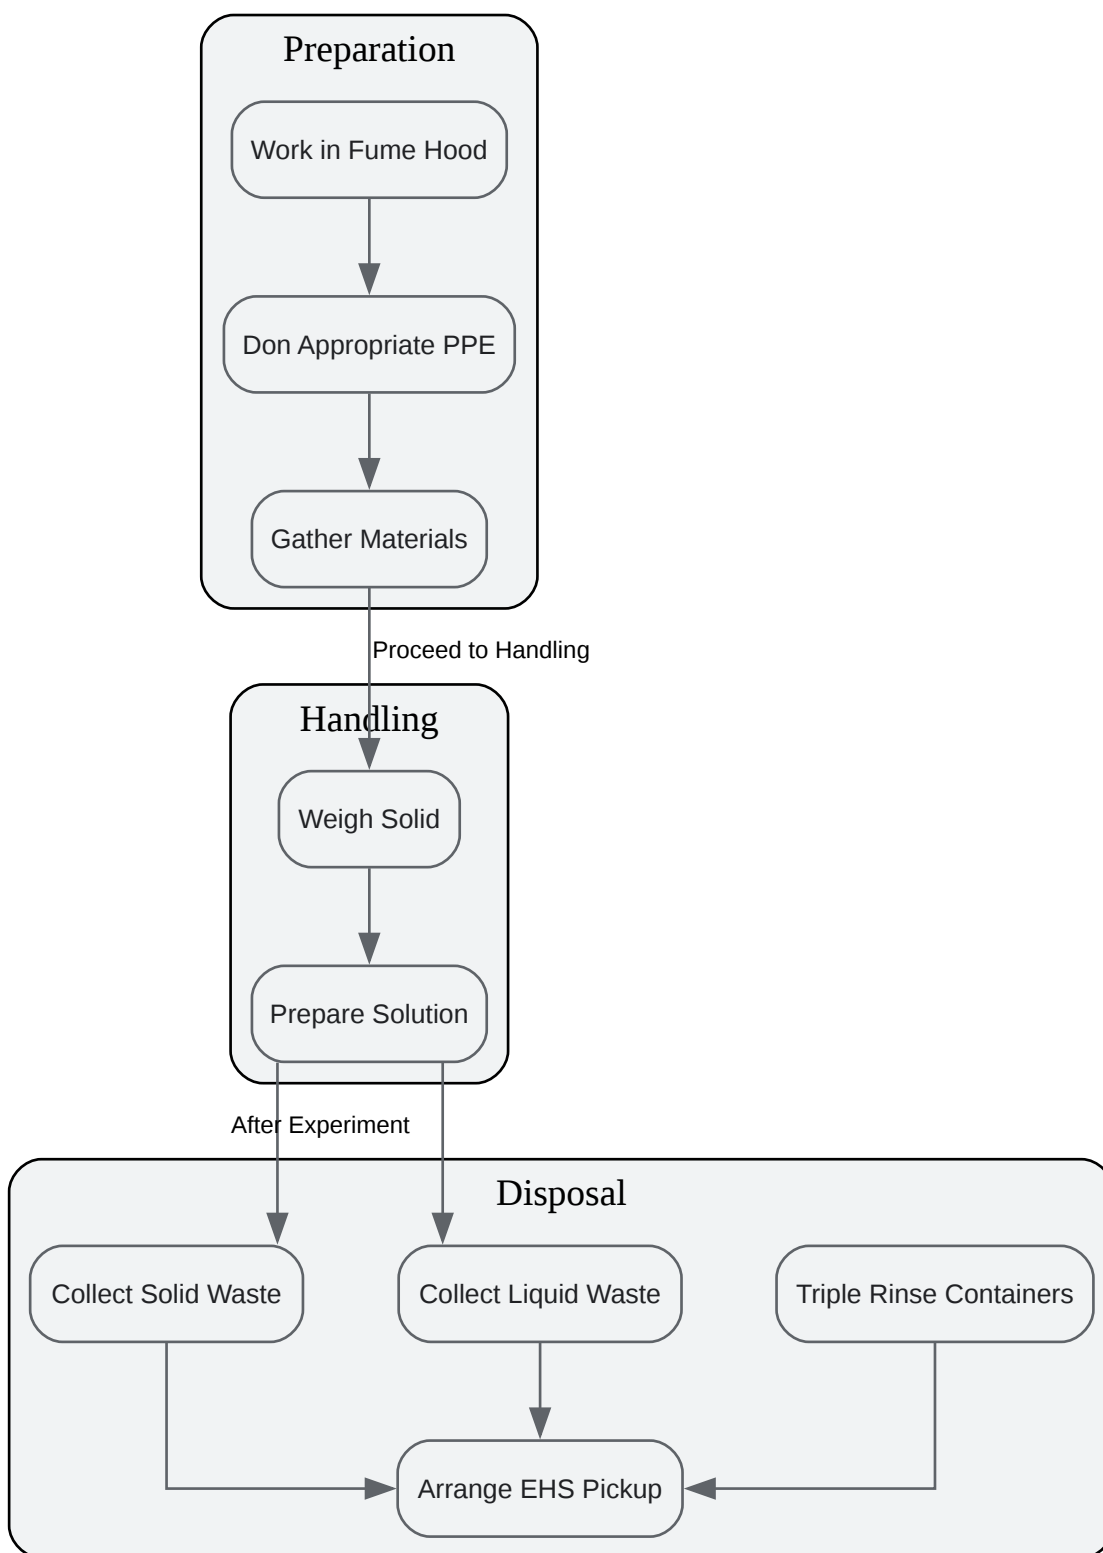 Preparation
Work in Fume Hood
Don Appropriate PPE
Gather Materials
Proceed to Handling
Handling
Weigh Solid
Prepare Solution
After Experiment
Disposal
Collect Solid Waste
Collect Liquid Waste
Triple Rinse Containers
Arrange EHS Pickup